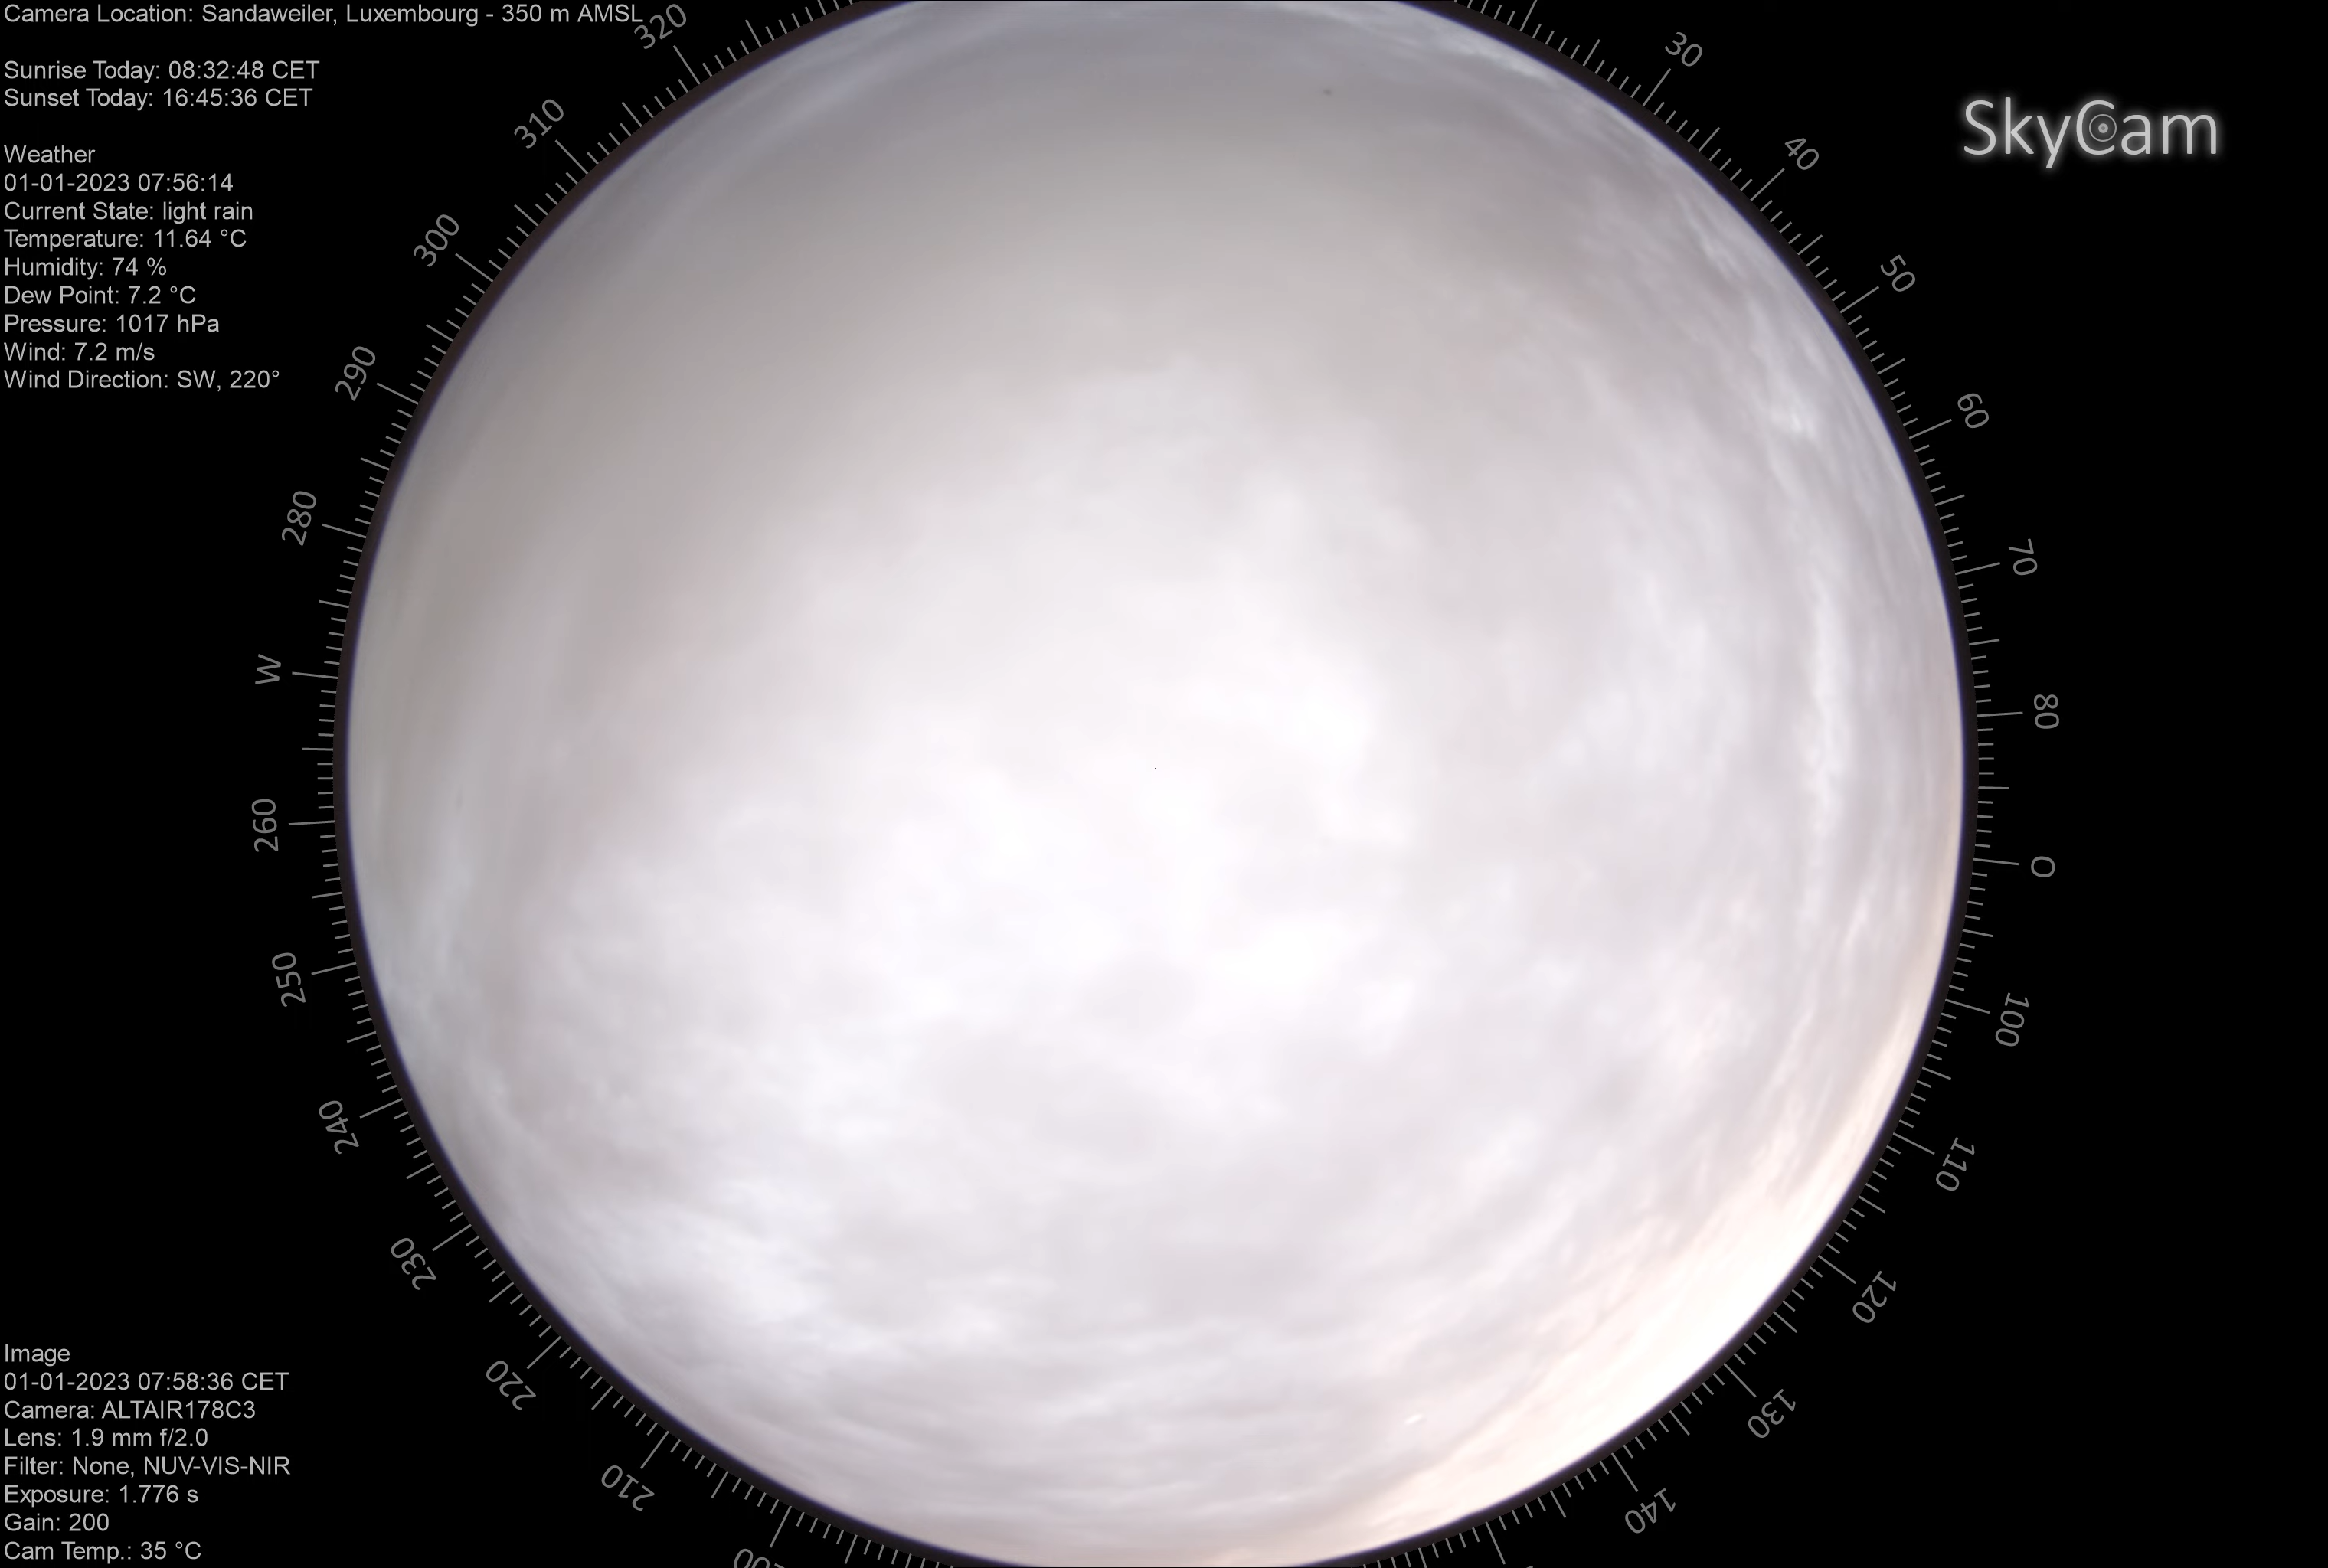 Camera Location: Sandaweiler, Luxembourg - 350 m AMSL
Sunrise Today: 08:32:48 CET
Sunset Today: 16:45:36 CET
Weather
01-01-2023 07:56:14
Current State: light rain
Temperature: 11.64 °C
Humidity: 74 %
Dew Point: 7.2 °C
Pressure: 1017 hPa
Wind: 7.2 m/s
Wind Direction: SW, 220°
SkyCam
320
310
300
290
280
W
260
250
240
230
220
210
200
30
40
50
60
70
80
O
100
110
120
130
140
Image
01-01-2023 07:58:36 CET
Camera: ALTAIR178C3
Lens: 1.9 mm f/2.0
Filter: None, NUV-VIS-NIR
Exposure: 1.776 s
Gain: 200
Cam Temp.: 35 °C